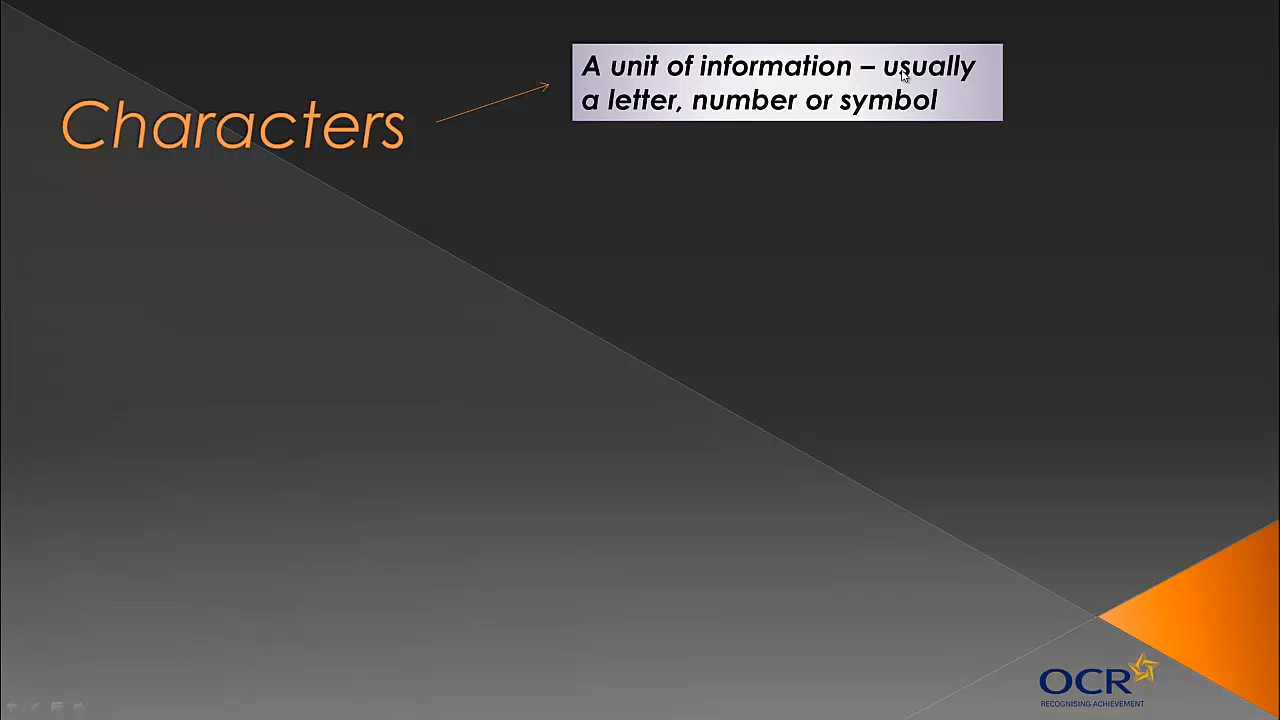 Characters
A unit of information – usually
a letter, number or symbol
OCR
RECOGNISING ACHIEVEMENT